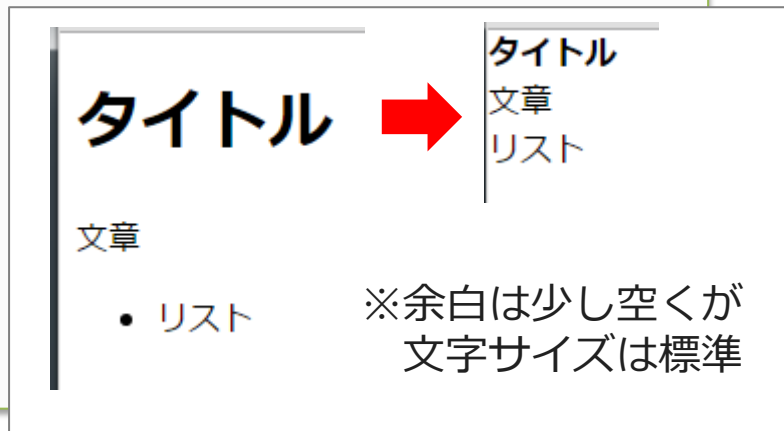 タイトル
文章
• リスト
タイトル
文章
リスト
※余白は少し空くが
文字サイズは標準